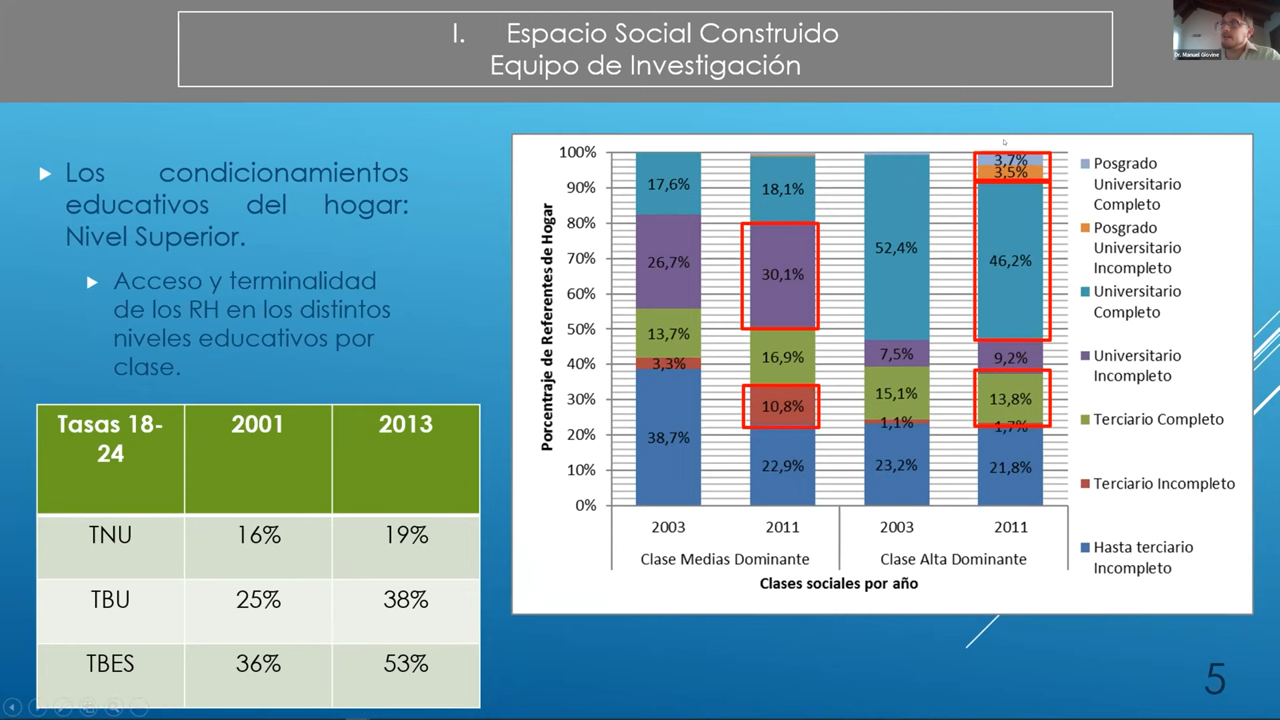 I. Espacio Social Construido
Equipo de Investigación
Dr. Manuel Giovine
Los condicionamientos
educativos del hogar:
Nivel Superior.
Acceso y terminalidad
de los RH en los distintos
niveles educativos por
clase.
Tasas 18-
24
2001
2013
TNU
16%
19%
TBU
25%
38%
TBES
36%
53%
Porcentaje de Referentes de Hogar
100%
90%
80%
70%
60%
50%
40%
30%
20%
10%
0%
17,6%
26,7%
13,7%
3,3%
38,7%
18,1%
30,1%
16,9%
10,8%
22,9%
52,4%
7,5%
15,1%
1,1%
23,2%
3,7%
3,5%
46,2%
9,2%
13,8%
1,7%
21,8%
2003
2011
2003
2011
Clase Medias Dominante
Clase Alta Dominante
Clases sociales por año
Posgrado
Universitario
Completo
Posgrado
Universitario
Incompleto
Universitario
Completo
Universitario
Incompleto
Terciario Completo
Terciario Incompleto
Hasta terciario
Incompleto
5